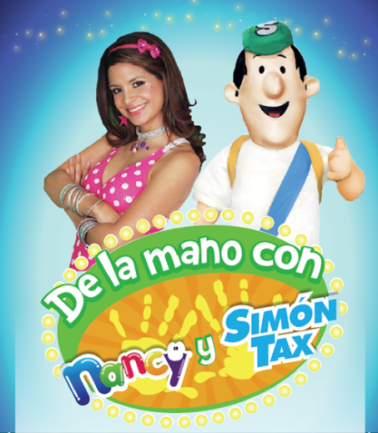 S
De la mano con
nancy y SIMÓN
TAX